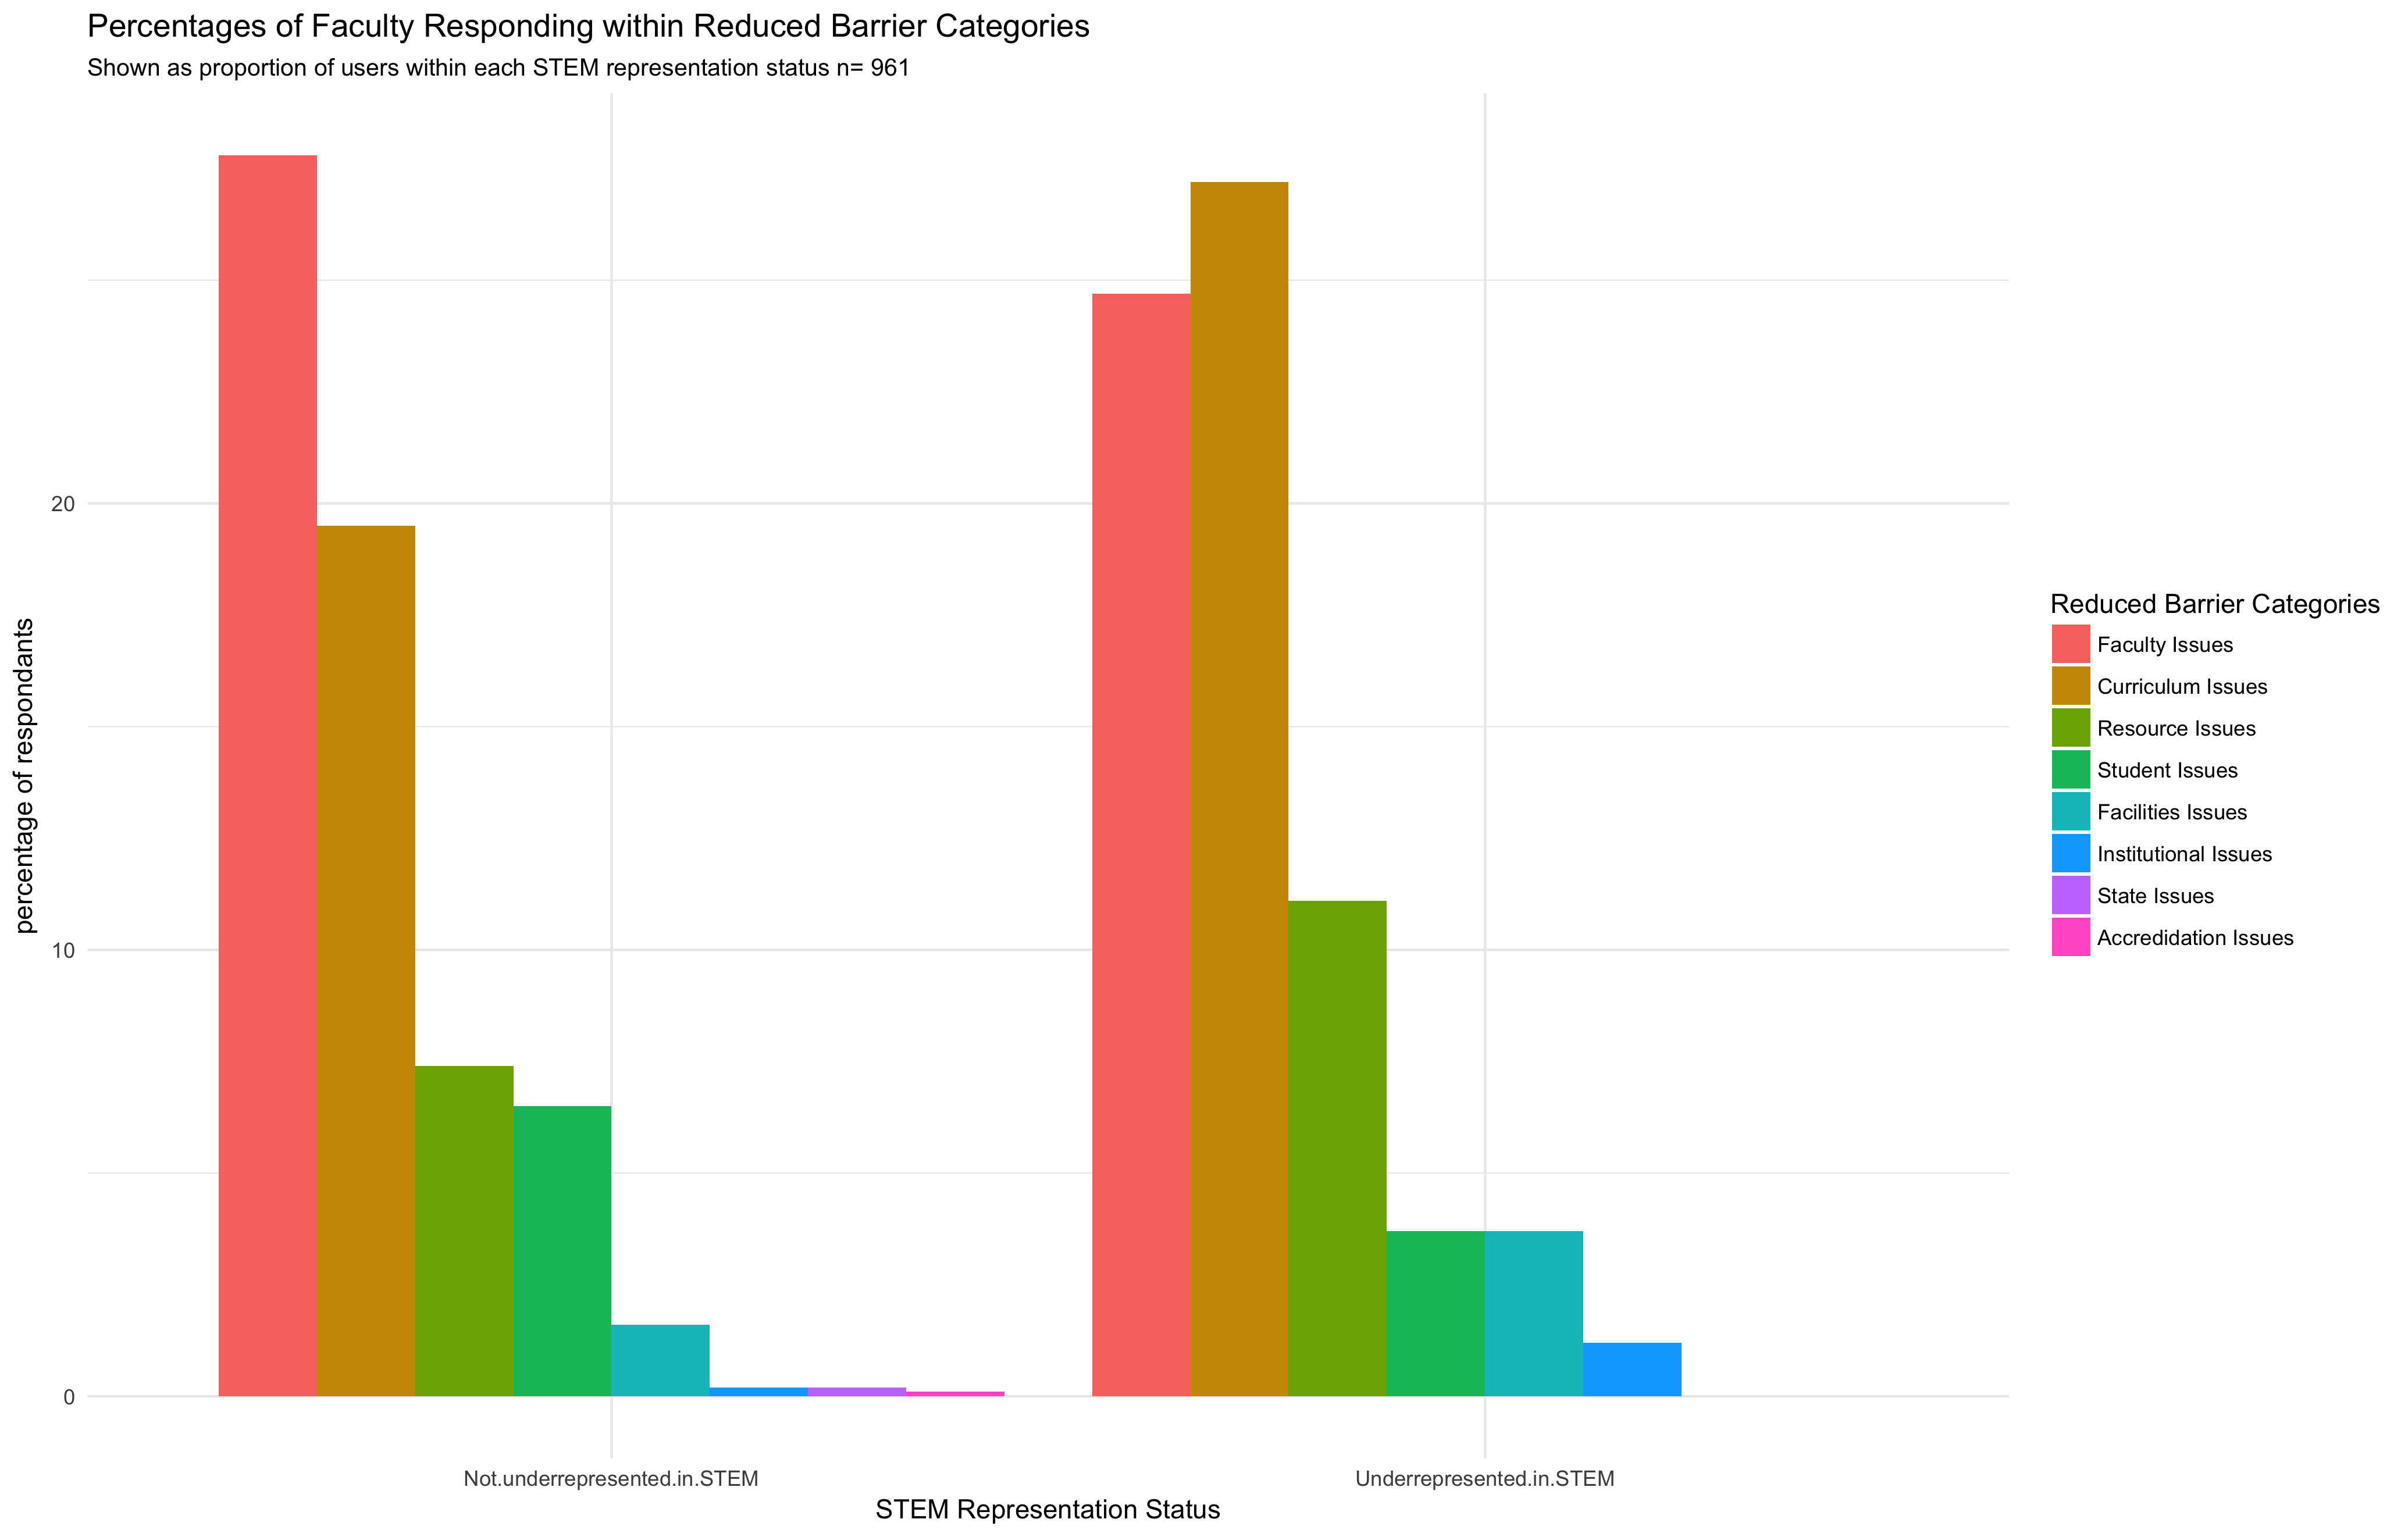 Percentages of Faculty Responding within Reduced Barrier Categories
Shown as proportion of users within each STEM representation status n= 961
percentage of respondants
20
10
0
Not.underrepresented.in.STEM
Underrepresented.in.STEM
STEM Representation Status
Reduced Barrier Categories
Faculty Issues
Curriculum Issues
Resource Issues
Student Issues
Facilities Issues
Institutional Issues
State Issues
Accredidation Issues